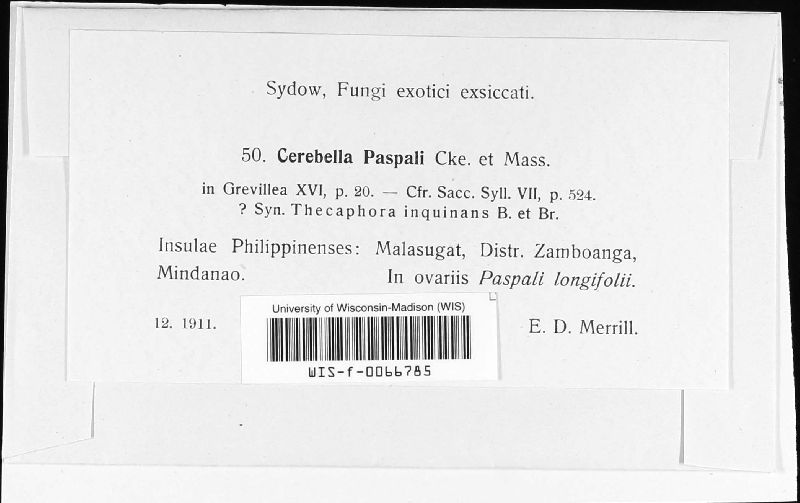 Sydow, Fungi exotici exsiccati.
50. Cerebella Paspali Cke. et Mass.
in Grevillea XVI, p. 20. — Cfr. Sacc. Syll. VII, p. 524.
? Syn. Thecaphora inquinans B. et Br.
Insulae Philippinenses: Malasugat, Distr. Zamboanga,
Mindanao. In ovariis Paspali longifolii.
12. 1911. E. D. Merrill.
University of Wisconsin-Madison (WIS)
WIS-f-0066785